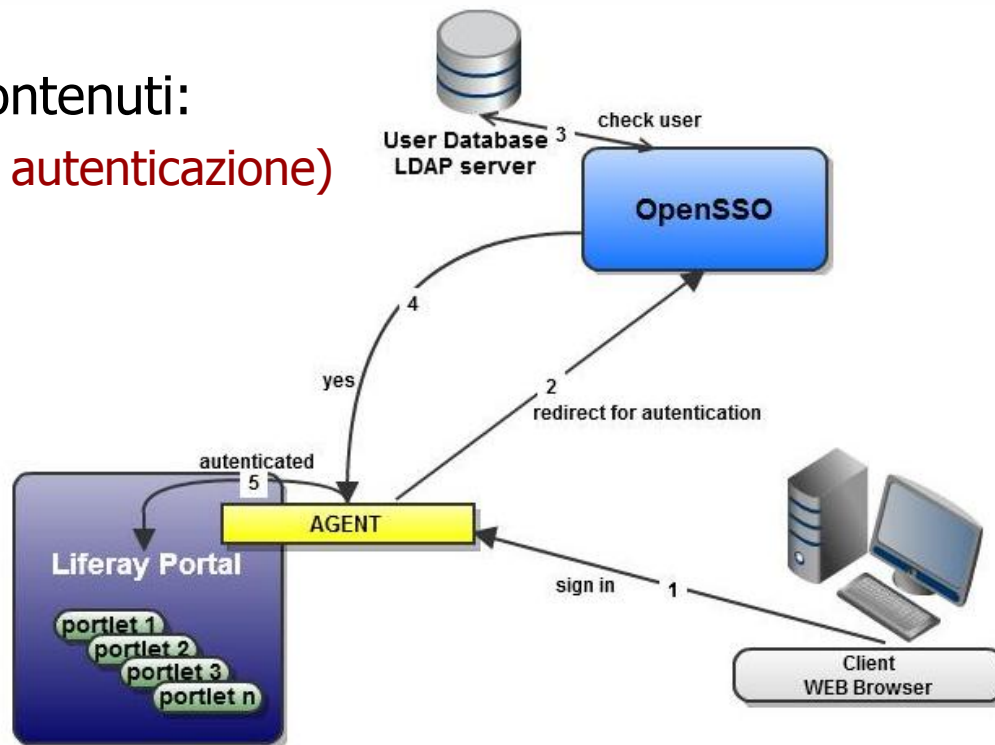 ontenuti:
autenticazione)
User Database
LDAP server
3
check user
OpenSSO
4
yes
2
redirect for autentication
autenticated
5
AGENT
Liferay Portal
sign in
1
portlet 1
portlet 2
portlet 3
portlet n
Client
WEB Browser